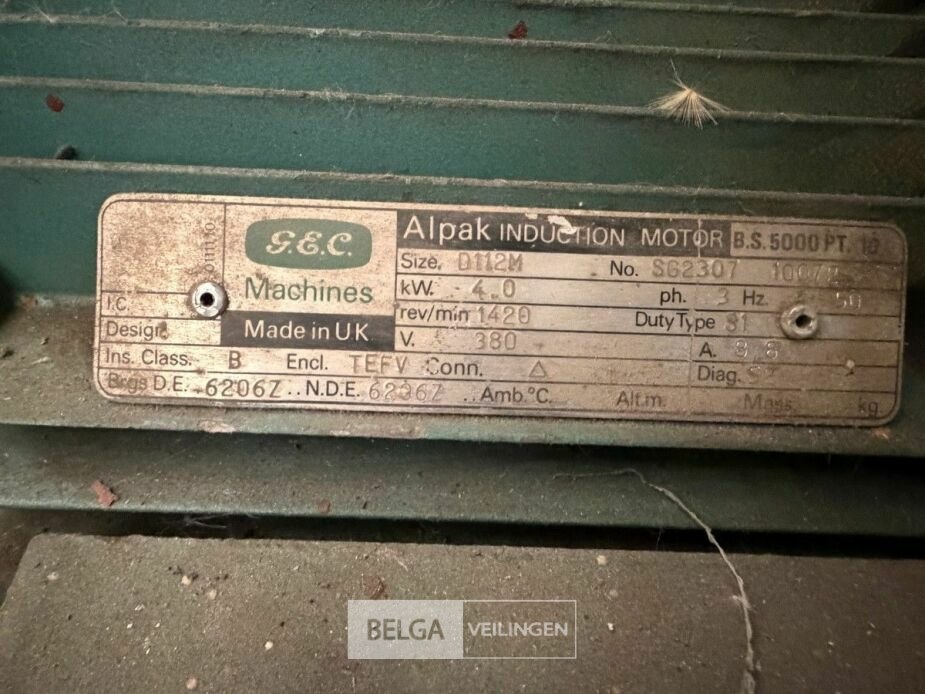 G.E.C.
Machines
Made in UK
Alpak INDUCTION MOTOR B.S. 5000 PT. 10
Size. D112M No. SG2307
kW. 4.0 ph. 3 Hz. 50
rev/min 1420 Duty Type S1
V. 380 A.
I.C.
Design.
Ins. Class. B Encl. TEFV Conn. △ Diag.
Brgs D.E. 6206Z .. N.D.E. 6206Z .. Amb.°C. Alt.m. Mass kg
BELGA VEILINGEN